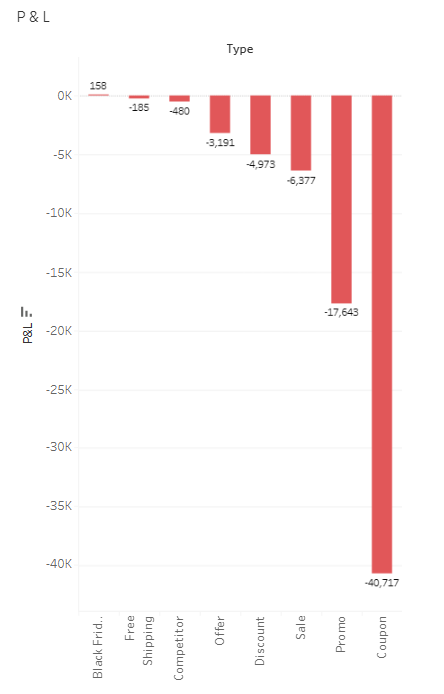 P & L
Type
158
0K
-185
-480
-3,191
-5K
-4,973
-6,377
-10K
-15K
-17,643
P&L
-20K
-25K
-30K
-35K
-40K
-40,717
Black Frid..
Free
Shipping
Competitor
Offer
Discount
Sale
Promo
Coupon